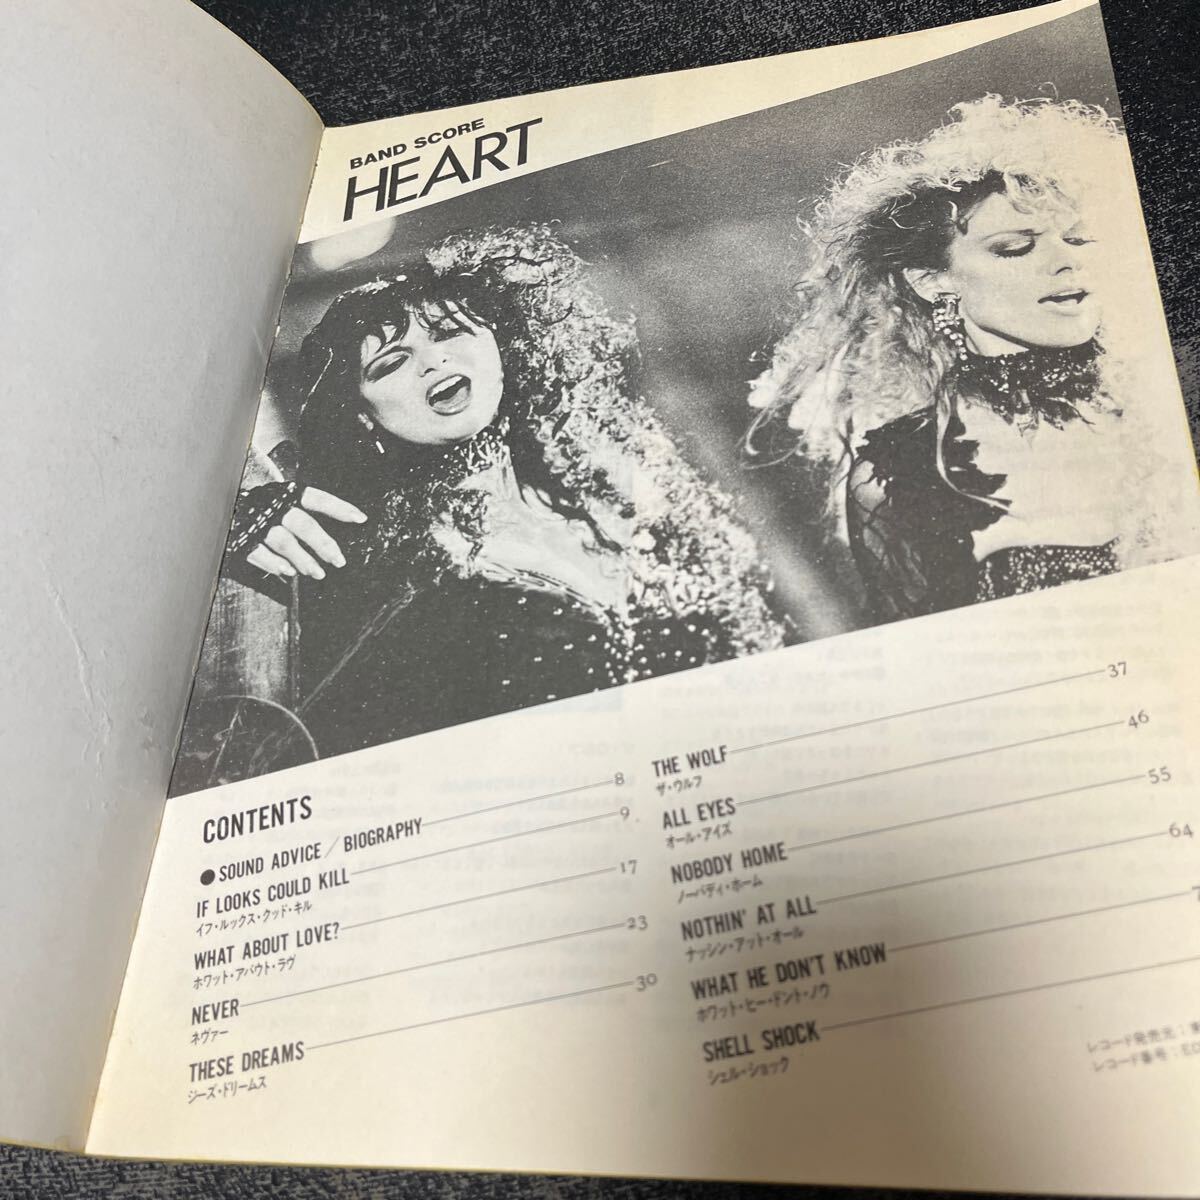 BAND SCORE
HEART
CONTENTS
●SOUND ADVICE/BIOGRAPHY 8
IF LOOKS COULD KILL 9
イフ・ルックス・クッド・キル
WHAT ABOUT LOVE? 17
ホワット・アバウト・ラヴ
NEVER 23
ネヴァー
THESE DREAMS 30
ジーズ・ドリームス
THE WOLF 37
ザ・ウルフ
ALL EYES 46
オール・アイズ
NOBODY HOME 55
ノーバディ・ホーム
NOTHIN' AT ALL 64
ナッシン・アット・オール
WHAT HE DON'T KNOW
ホワット・ヒー・ドント・ノウ
SHELL SHOCK
シェル・ショック
レコード発売元:東
レコード番号: